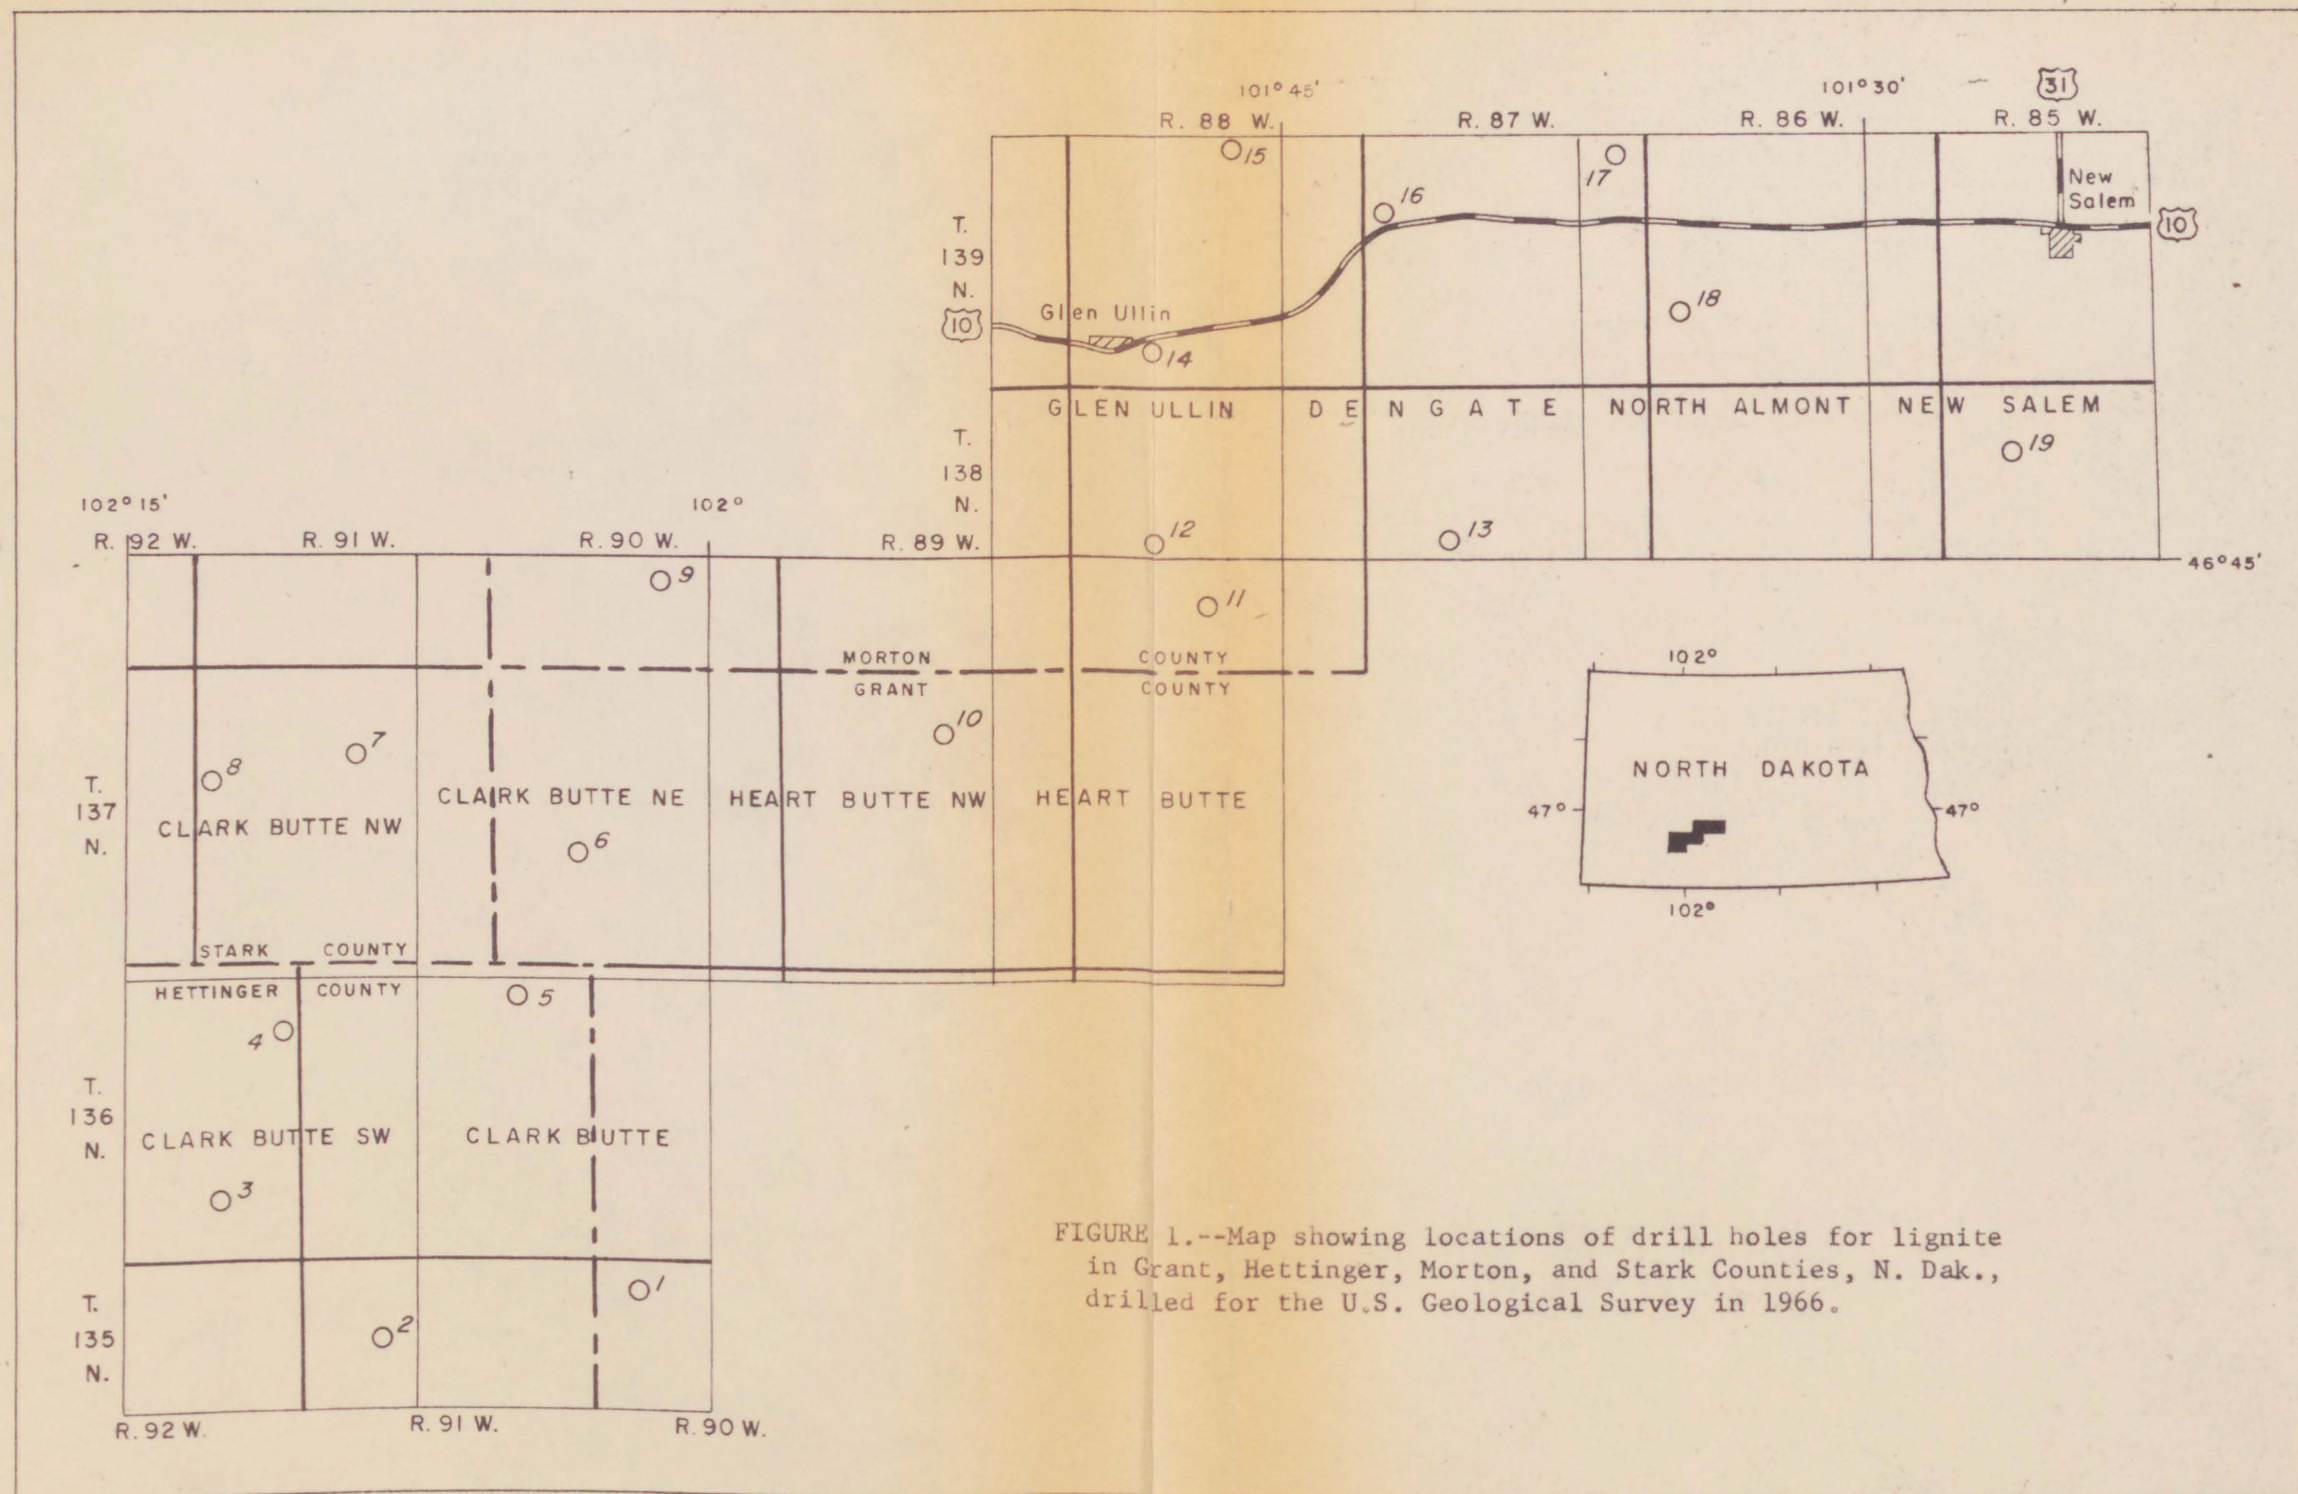 101°45'
101°30'
31
R. 88 W.
R. 87 W.
R. 86 W.
R. 85 W.
15
17
16
New
Salem
10
T.
139
N.
10
Glen Ullin
18
14
GLEN ULLIN
DENGATE
NORTH ALMONT
NEW SALEM
T.
138
N.
19
102°15'
102°
R. 92 W.
R. 91 W.
R. 90 W.
R. 89 W.
12
13
46°45'
9
11
MORTON COUNTY
GRANT COUNTY
10
7
8
T.
137
N.
CLARK BUTTE NW
CLARK BUTTE NE
HEART BUTTE NW
HEART BUTTE
6
102°
NORTH DAKOTA
47°
47°
102°
STARK COUNTY
HETTINGER COUNTY
5
4
T.
136
N.
CLARK BUTTE SW
CLARK BUTTE
3
T.
135
N.
1
2
R. 92 W.
R. 91 W.
R. 90 W.
FIGURE 1.--Map showing locations of drill holes for lignite
in Grant, Hettinger, Morton, and Stark Counties, N. Dak.,
drilled for the U.S. Geological Survey in 1966.